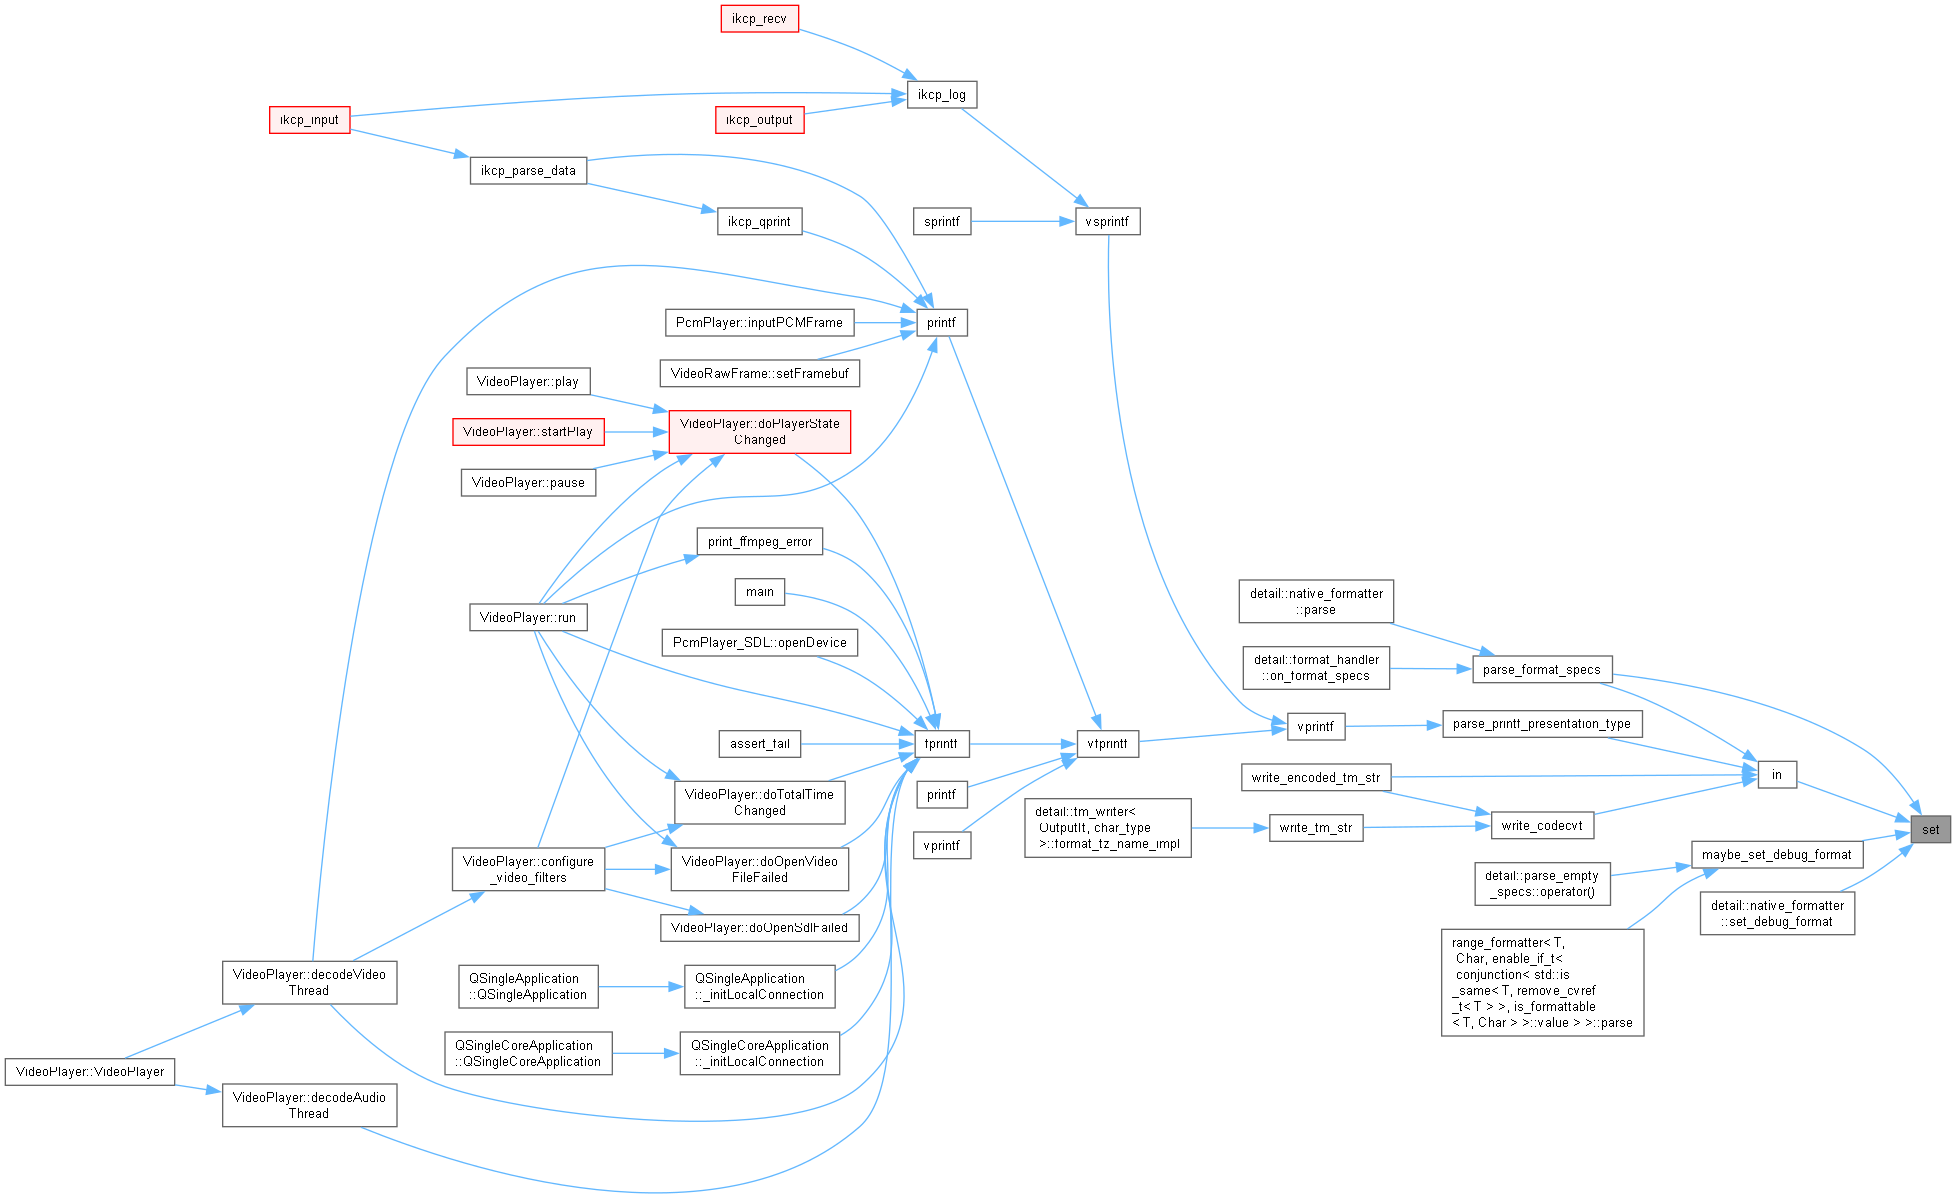 ikcp_recv
ikcp_log
ikcp_input
ikcp_output
ikcp_parse_data
ikcp_qprint
sprintf
vsprintf
PcmPlayer::inputPCMFrame
printf
VideoRawFrame::setFramebuf
VideoPlayer::play
VideoPlayer::doPlayerState
Changed
VideoPlayer::startPlay
VideoPlayer::pause
print_ffmpeg_error
main
VideoPlayer::run
PcmPlayer_SDL::openDevice
detail::native_formatter
::parse
detail::format_handler
::on_format_specs
parse_format_specs
assert_fail
fprintf
vfprintf
vprintf
parse_printf_presentation_type
write_encoded_tm_str
in
VideoPlayer::doTotalTime
Changed
printf
detail::tm_writer<
OutputIt, char_type
>::format_tz_name_impl
write_tm_str
write_codecvt
set
vprintf
maybe_set_debug_format
VideoPlayer::configure
_video_filters
VideoPlayer::doOpenVideo
FileFailed
detail::parse_empty
_specs::operator()
detail::native_formatter
::set_debug_format
VideoPlayer::doOpenSdlFailed
range_formatter< T,
Char, enable_if_t<
conjunction< std::is
_same< T, remove_cvref
_t< T > >, is_formattable
< T, Char > >::value > >::parse
VideoPlayer::decodeVideo
Thread
QSingleApplication
::QSingleApplication
QSingleApplication
::_initLocalConnection
QSingleCoreApplication
::QSingleCoreApplication
QSingleCoreApplication
::_initLocalConnection
VideoPlayer::VideoPlayer
VideoPlayer::decodeAudio
Thread